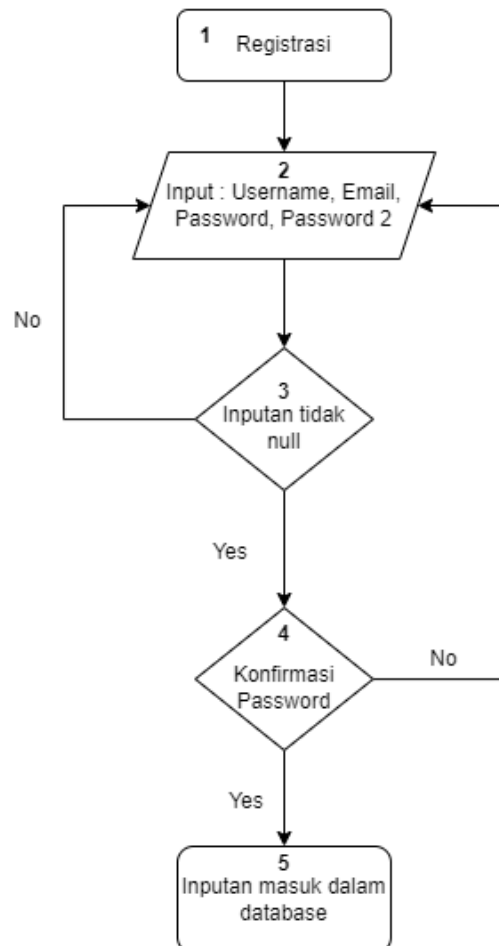 1 Registrasi
2
Input : Username, Email,
Password, Password 2
No
3
Inputan tidak
null
Yes
4
Konfirmasi
Password
No
Yes
5
Inputan masuk dalam
database